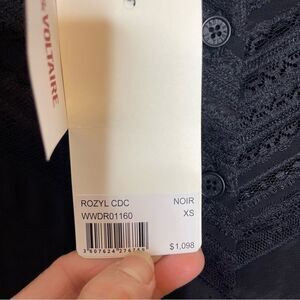 & VOLTAIRE
ROZYL CDC NOIR
WWDR01160 XS
$1,098